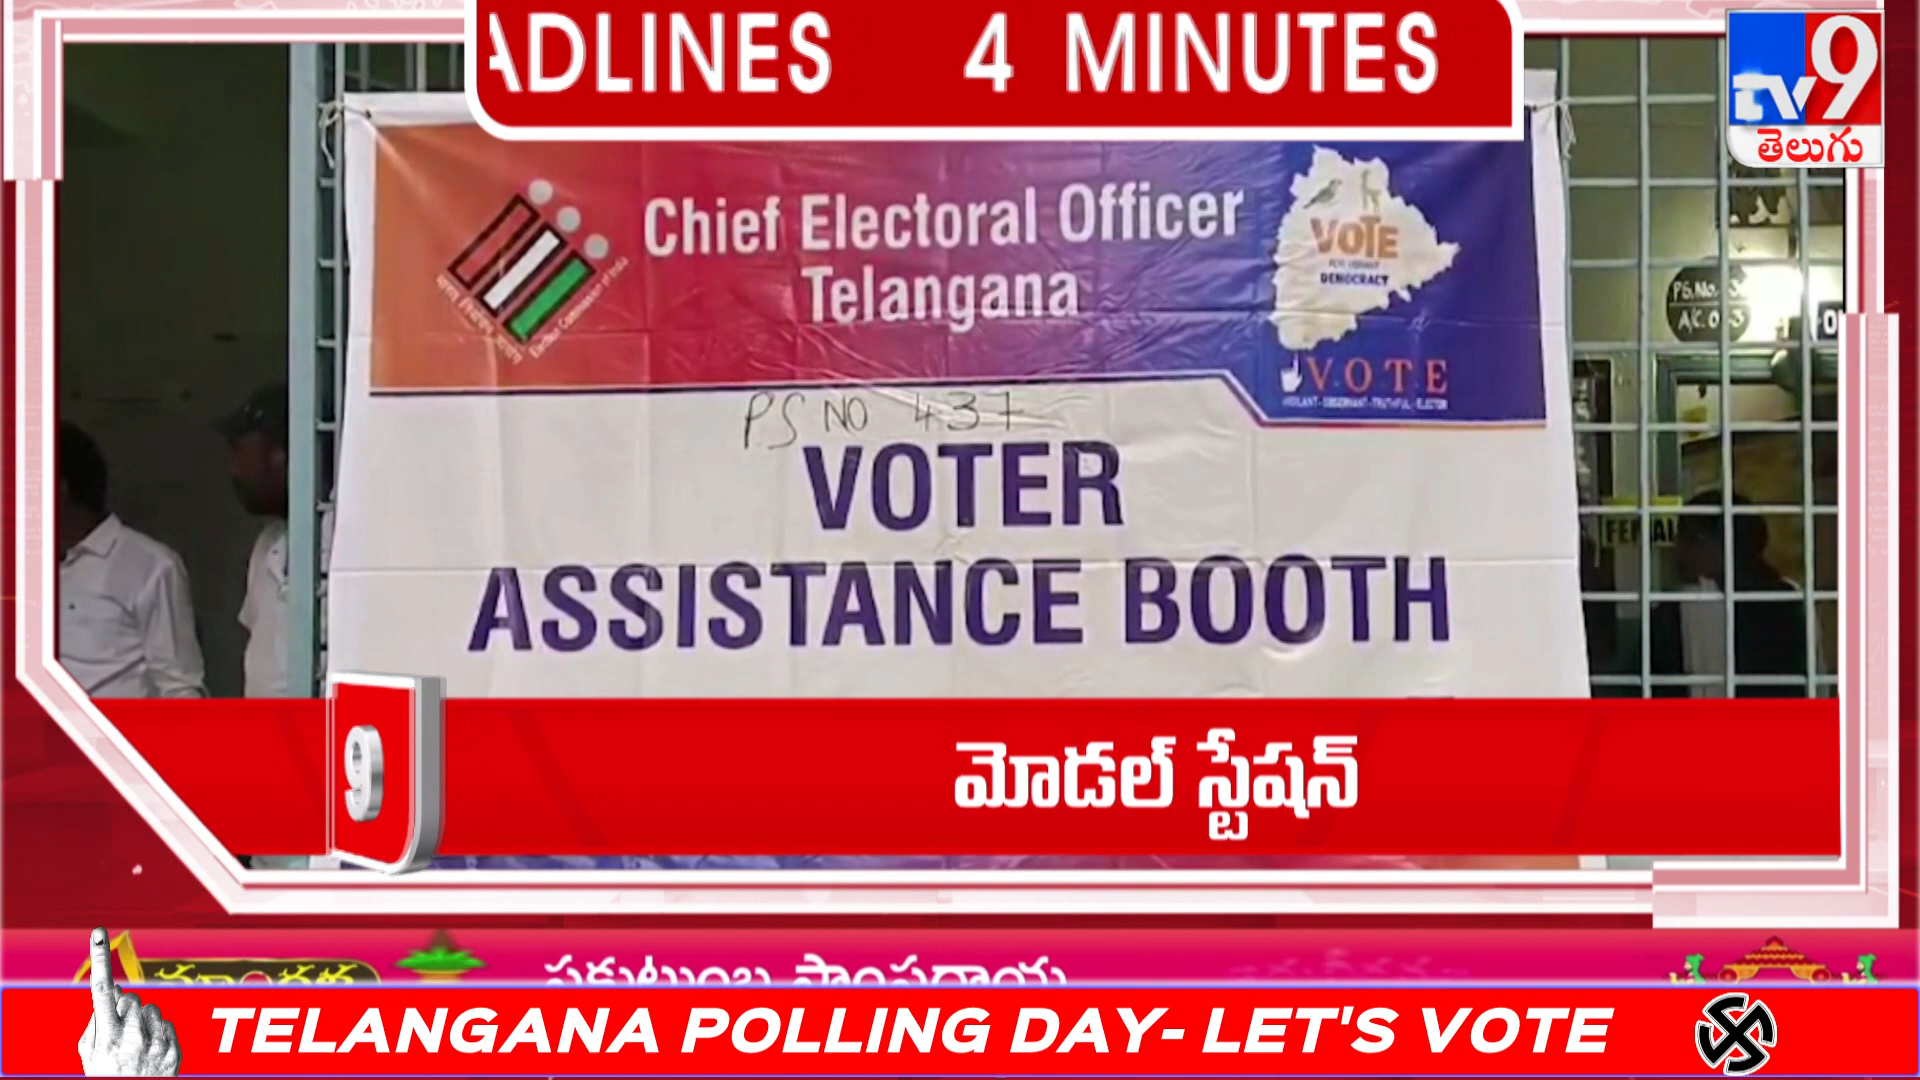 ADLINES 4 MINUTES
TV9
తెలుగు
Chief Electoral Officer
Telangana
VOTE
DEMOCRACY
VOTE
PS NO 437
VOTER
ASSISTANCE BOOTH
9
మోడల్ స్టేషన్
TELANGANA POLLING DAY- LET'S VOTE